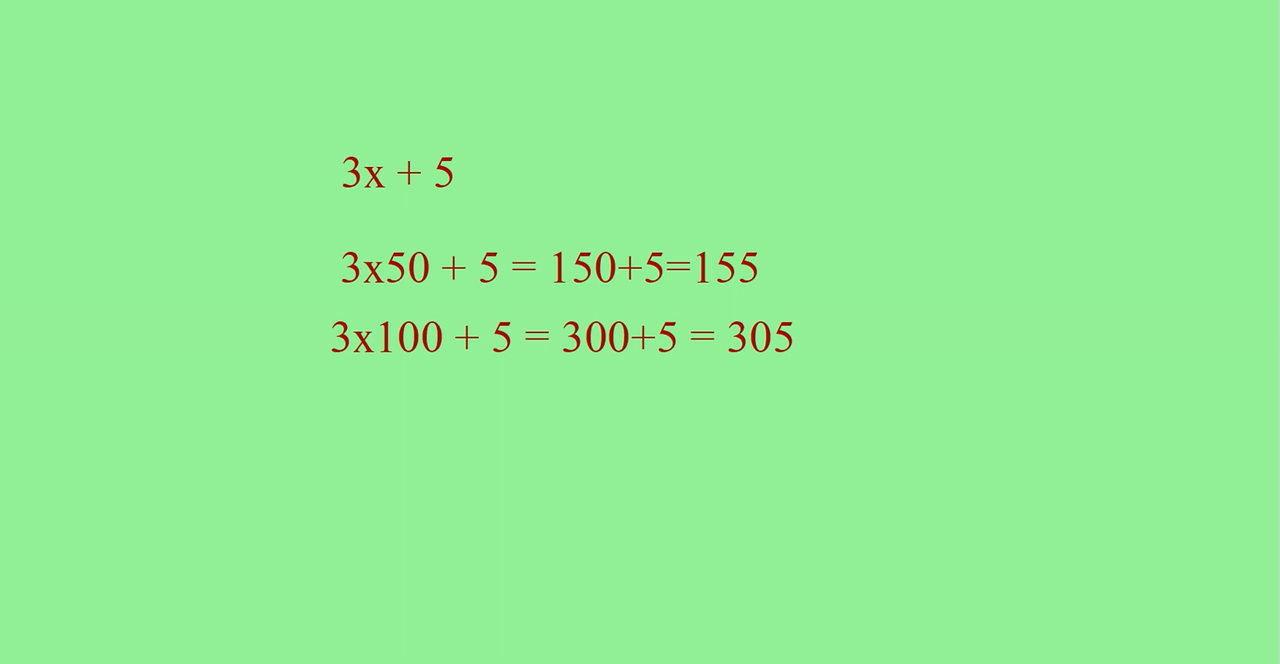 3x + 5
3x50 + 5 = 150+5=155
3x100 + 5 = 300+5 = 305